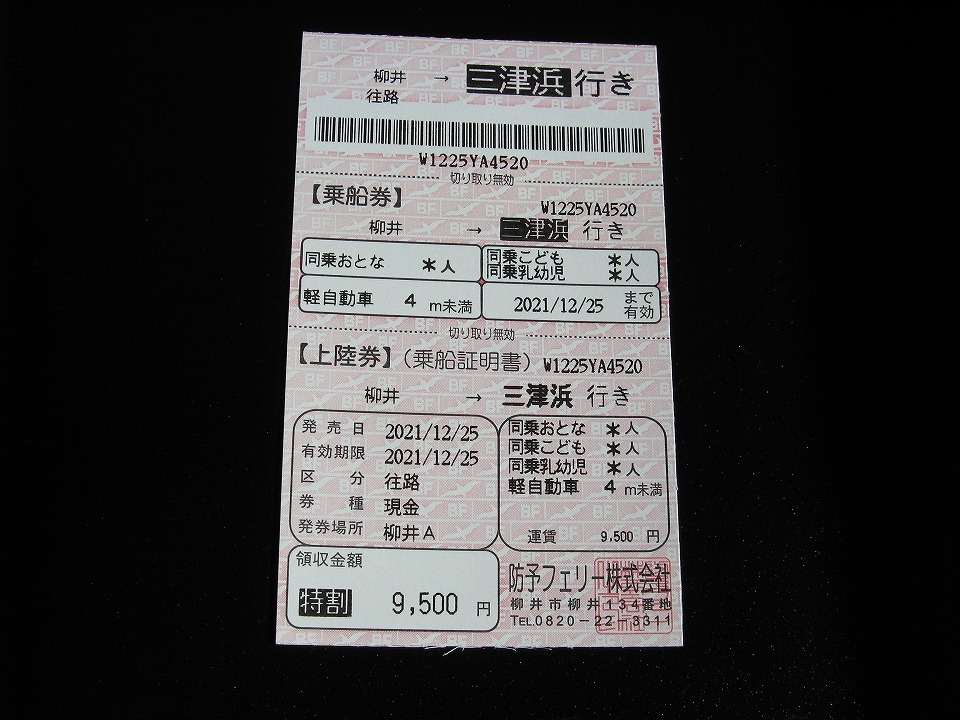 柳井 → 三津浜 行き
往路
W1225YA4520
切り取り無効
【乗船券】 W1225YA4520
柳井 → 三津浜 行き
同乗おとな ＊人
同乗こども ＊人
同乗乳幼児 ＊人
軽自動車 4 m未満
2021/12/25 まで有効
切り取り無効
【上陸券】(乗船証明書) W1225YA4520
柳井 → 三津浜 行き
発売日 2021/12/25
有効期限 2021/12/25
区分 往路
券種 現金
発券場所 柳井A
同乗おとな ＊人
同乗こども ＊人
同乗乳幼児 ＊人
軽自動車 4 m未満
運賃 9,500 円
領収金額
特割 9,500 円
防予フェリー株式会社
柳井市柳井134番地
TEL.0820-22-3311